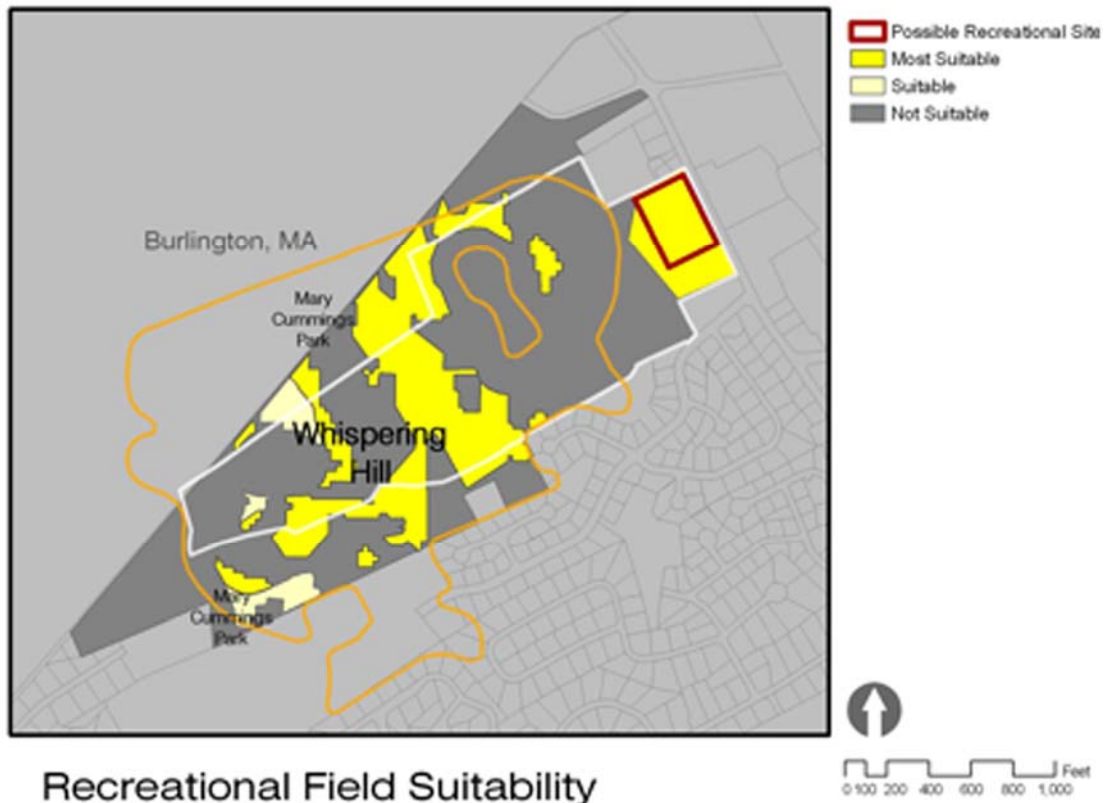 Possible Recreational Site
Most Suitable
Suitable
Not Suitable
Burlington, MA
Mary
Cummings
Park
Whispering
Hill
Mary
Cummings
Park
Feet
0 100 200 400 600 800 1,000
Recreational Field Suitability